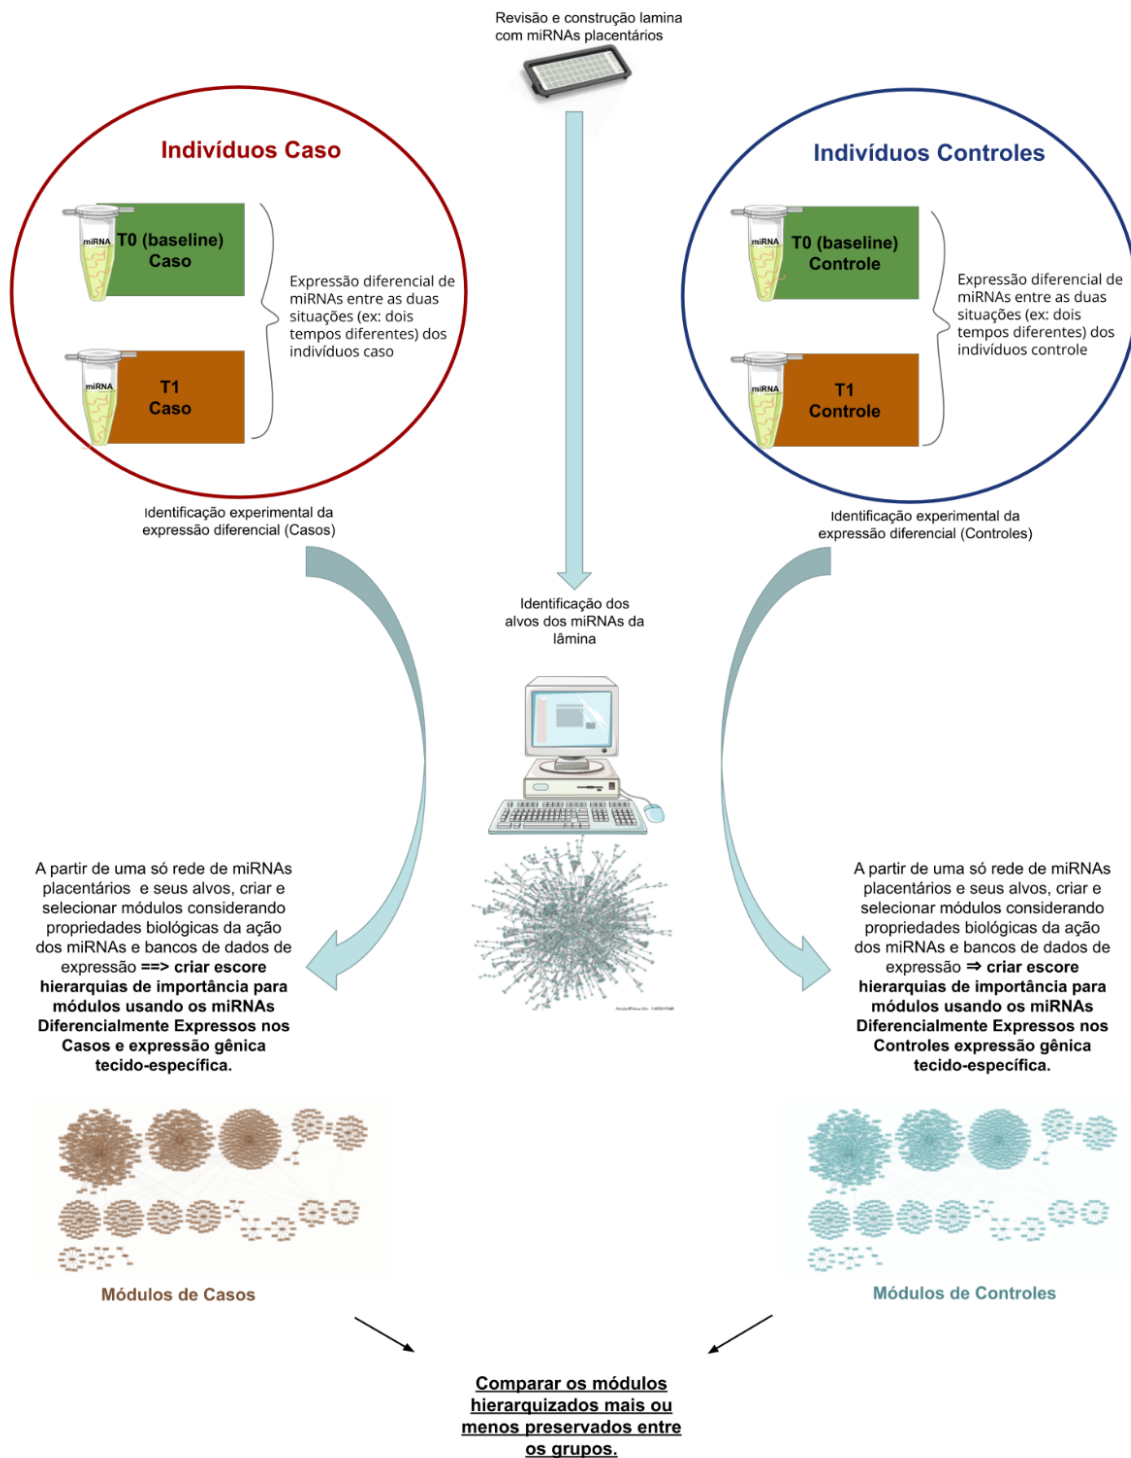 Revisão e construção lamina
com miRNAs placentários
Indivíduos Caso
miRNA
T0 (baseline)
Caso
Expressão diferencial de
miRNAs entre as duas
situações (ex: dois
tempos diferentes) dos
indivíduos caso
miRNA
T1
Caso
Identificação experimental da
expressão diferencial (Casos)
Indivíduos Controles
miRNA
T0 (baseline)
Controle
Expressão diferencial de
miRNAs entre as duas
situações (ex: dois
tempos diferentes) dos
indivíduos controle
miRNA
T1
Controle
Identificação experimental da
expressão diferencial (Controles)
Identificação dos
alvos dos miRNAs da
lâmina
A partir de uma só rede de miRNAs
placentários e seus alvos, criar e
selecionar módulos considerando
propriedades biológicas da ação
dos miRNAs e bancos de dados de
expressão ==> criar escore
hierarquias de importância para
módulos usando os miRNAs
Diferencialmente Expressos nos
Casos e expressão gênica
tecido-específica.
A partir de uma só rede de miRNAs
placentários e seus alvos, criar e
selecionar módulos considerando
propriedades biológicas da ação
dos miRNAs e bancos de dados de
expressão ⇒ criar escore
hierarquias de importância para
módulos usando os miRNAs
Diferencialmente Expressos nos
Controles expressão gênica
tecido-específica.
Módulos de Casos
Módulos de Controles
Comparar os módulos
hierarquizados mais ou
menos preservados entre
os grupos.